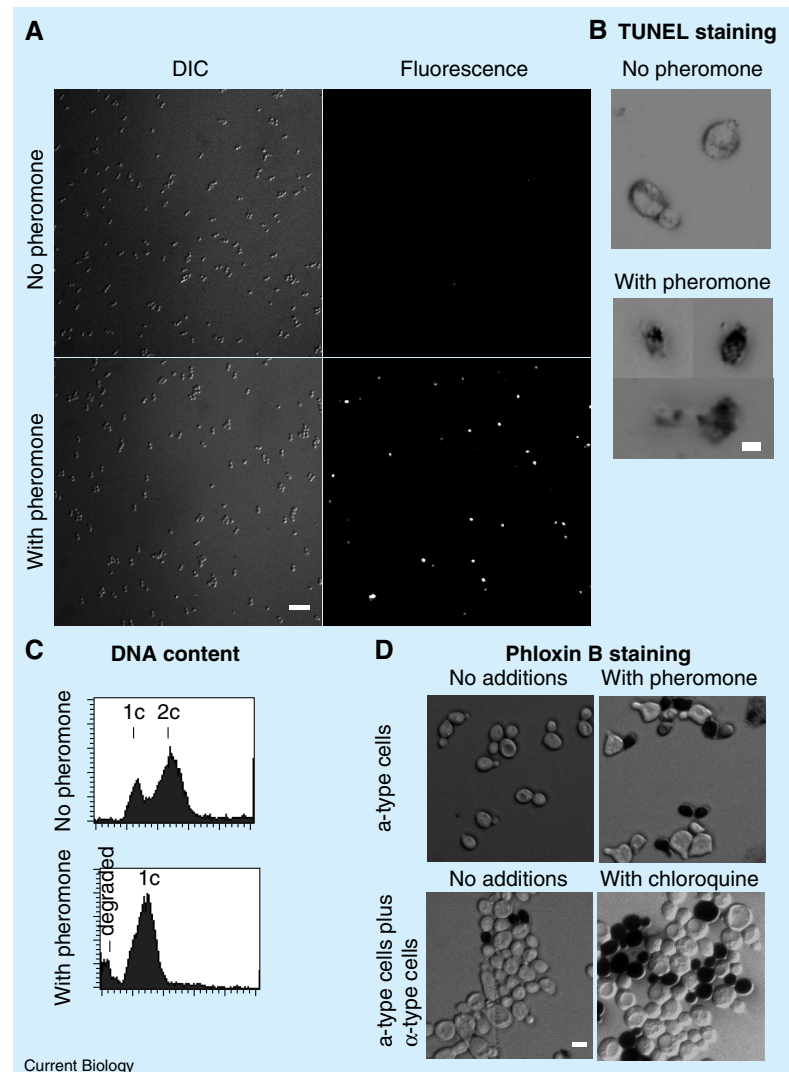 A
DIC
Fluorescence
No pheromone
With pheromone
B TUNEL staining
No pheromone
With pheromone
C DNA content
No pheromone
1c 2c
With pheromone
degraded
1c
D Phloxin B staining
No additions
With pheromone
a-type cells
No additions
With chloroquine
a-type cells plus
α-type cells
Current Biology